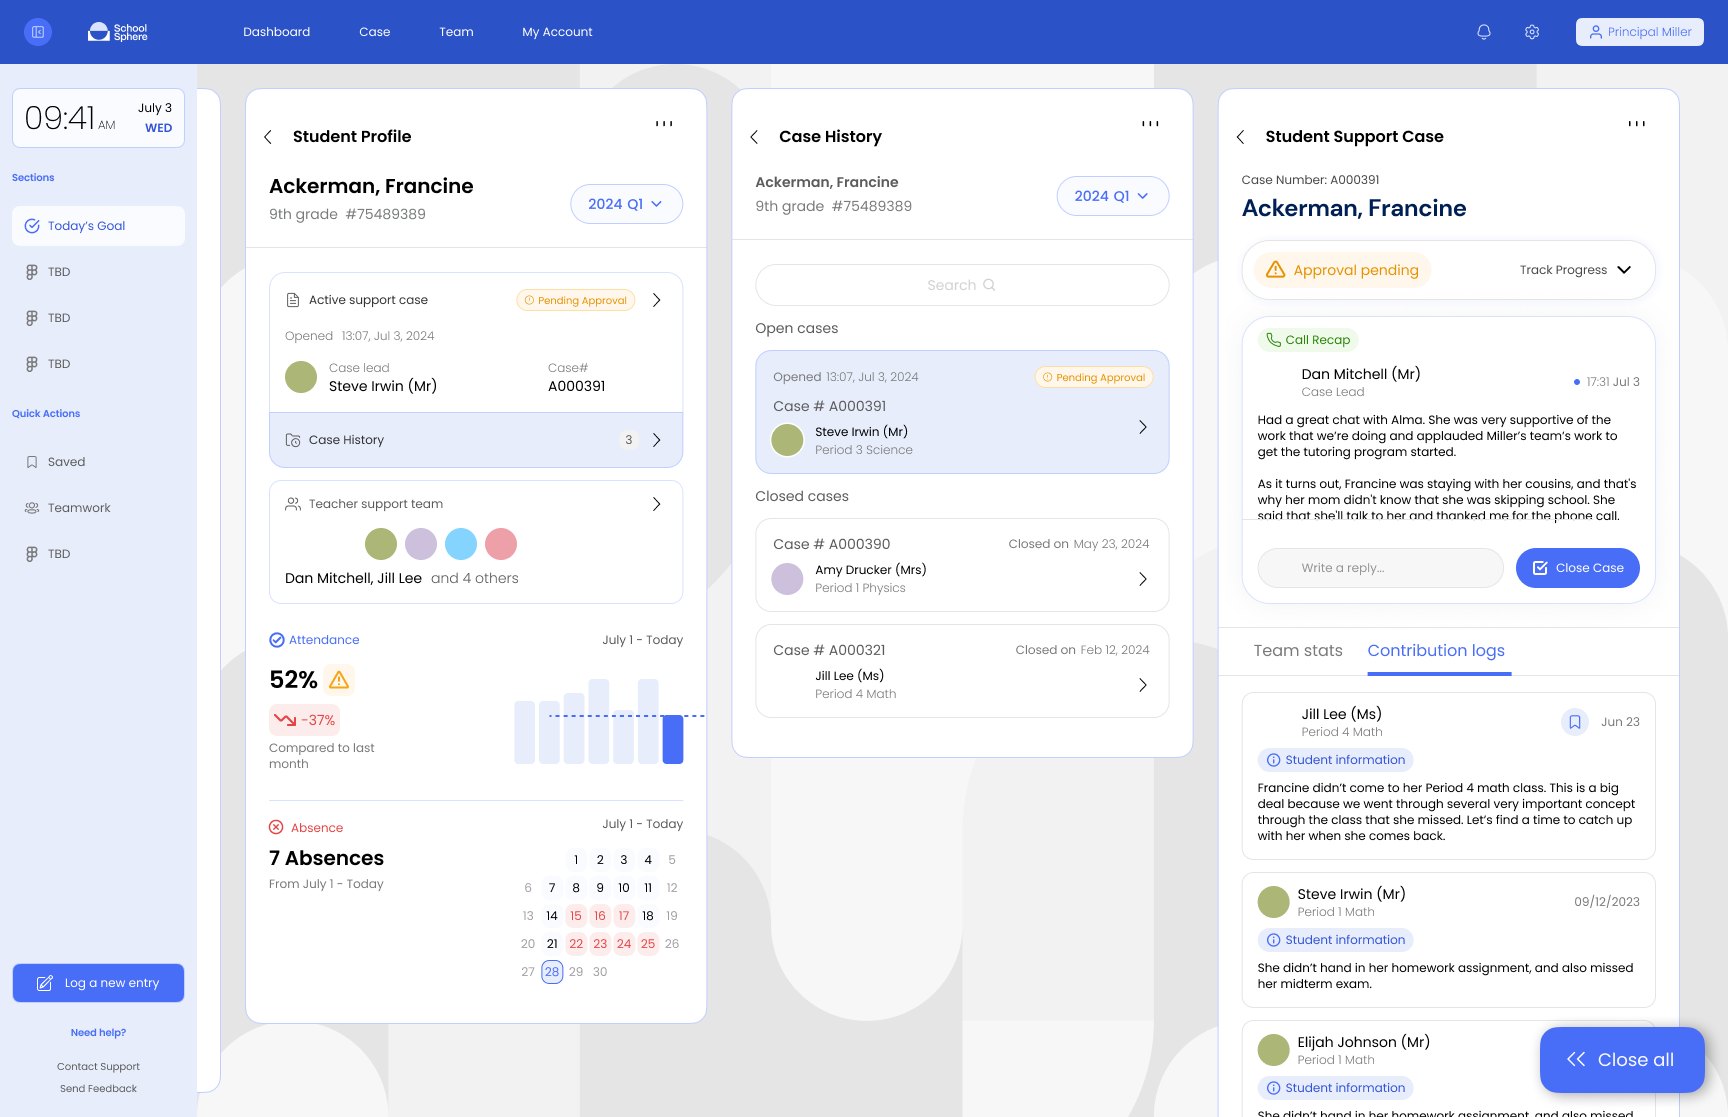 School
Sphere
Dashboard
Case
Team
My Account
Principal Miller
09:41 AM
July 3
WED
Sections
Today's Goal
TBD
TBD
TBD
Quick Actions
Saved
Teamwork
TBD
Log a new entry
Need help?
Contact Support
Send Feedback
Student Profile
Ackerman, Francine
9th grade #75489389
2024 Q1
Active support case
Pending Approval
Opened 13:07, Jul 3, 2024
Case lead
Steve Irwin (Mr)
Case#
A000391
Case History
3
Teacher support team
Dan Mitchell, Jill Lee and 4 others
Attendance
July 1 - Today
52%
-37%
Compared to last
month
Absence
July 1 - Today
7 Absences
From July 1 - Today
1 2 3 4 5
6 7 8 9 10 11 12
13 14 15 16 17 18 19
20 21 22 23 24 25 26
27 28 29 30
Case History
Ackerman, Francine
9th grade #75489389
2024 Q1
Search
Open cases
Opened 13:07, Jul 3, 2024
Pending Approval
Case # A000391
Steve Irwin (Mr)
Period 3 Science
Closed cases
Case # A000390
Closed on May 23, 2024
Amy Drucker (Mrs)
Period 1 Physics
Case # A000321
Closed on Feb 12, 2024
Jill Lee (Ms)
Period 4 Math
Student Support Case
Case Number: A000391
Ackerman, Francine
Approval pending
Track Progress
Call Recap
Dan Mitchell (Mr)
Case Lead
17:31 Jul 3
Had a great chat with Alma. She was very supportive of the
work that we're doing and applauded Miller's team's work to
get the tutoring program started.
As it turns out, Francine was staying with her cousins, and that's
why her mom didn't know that she was skipping school. She
said that she'll talk to her and thanked me for the phone call.
Write a reply...
Close Case
Team stats
Contribution logs
Jill Lee (Ms)
Period 4 Math
Jun 23
Student information
Francine didn't come to her Period 4 math class. This is a big
deal because we went through several very important concept
through the class that she missed. Let's find a time to catch up
with her when she comes back.
Steve Irwin (Mr)
Period 1 Math
09/12/2023
Student information
She didn't hand in her homework assignment, and also missed
her midterm exam.
Elijah Johnson (Mr)
Period 1 Math
Student information
She didn't hand in her homework assignment, and also missed
Close all